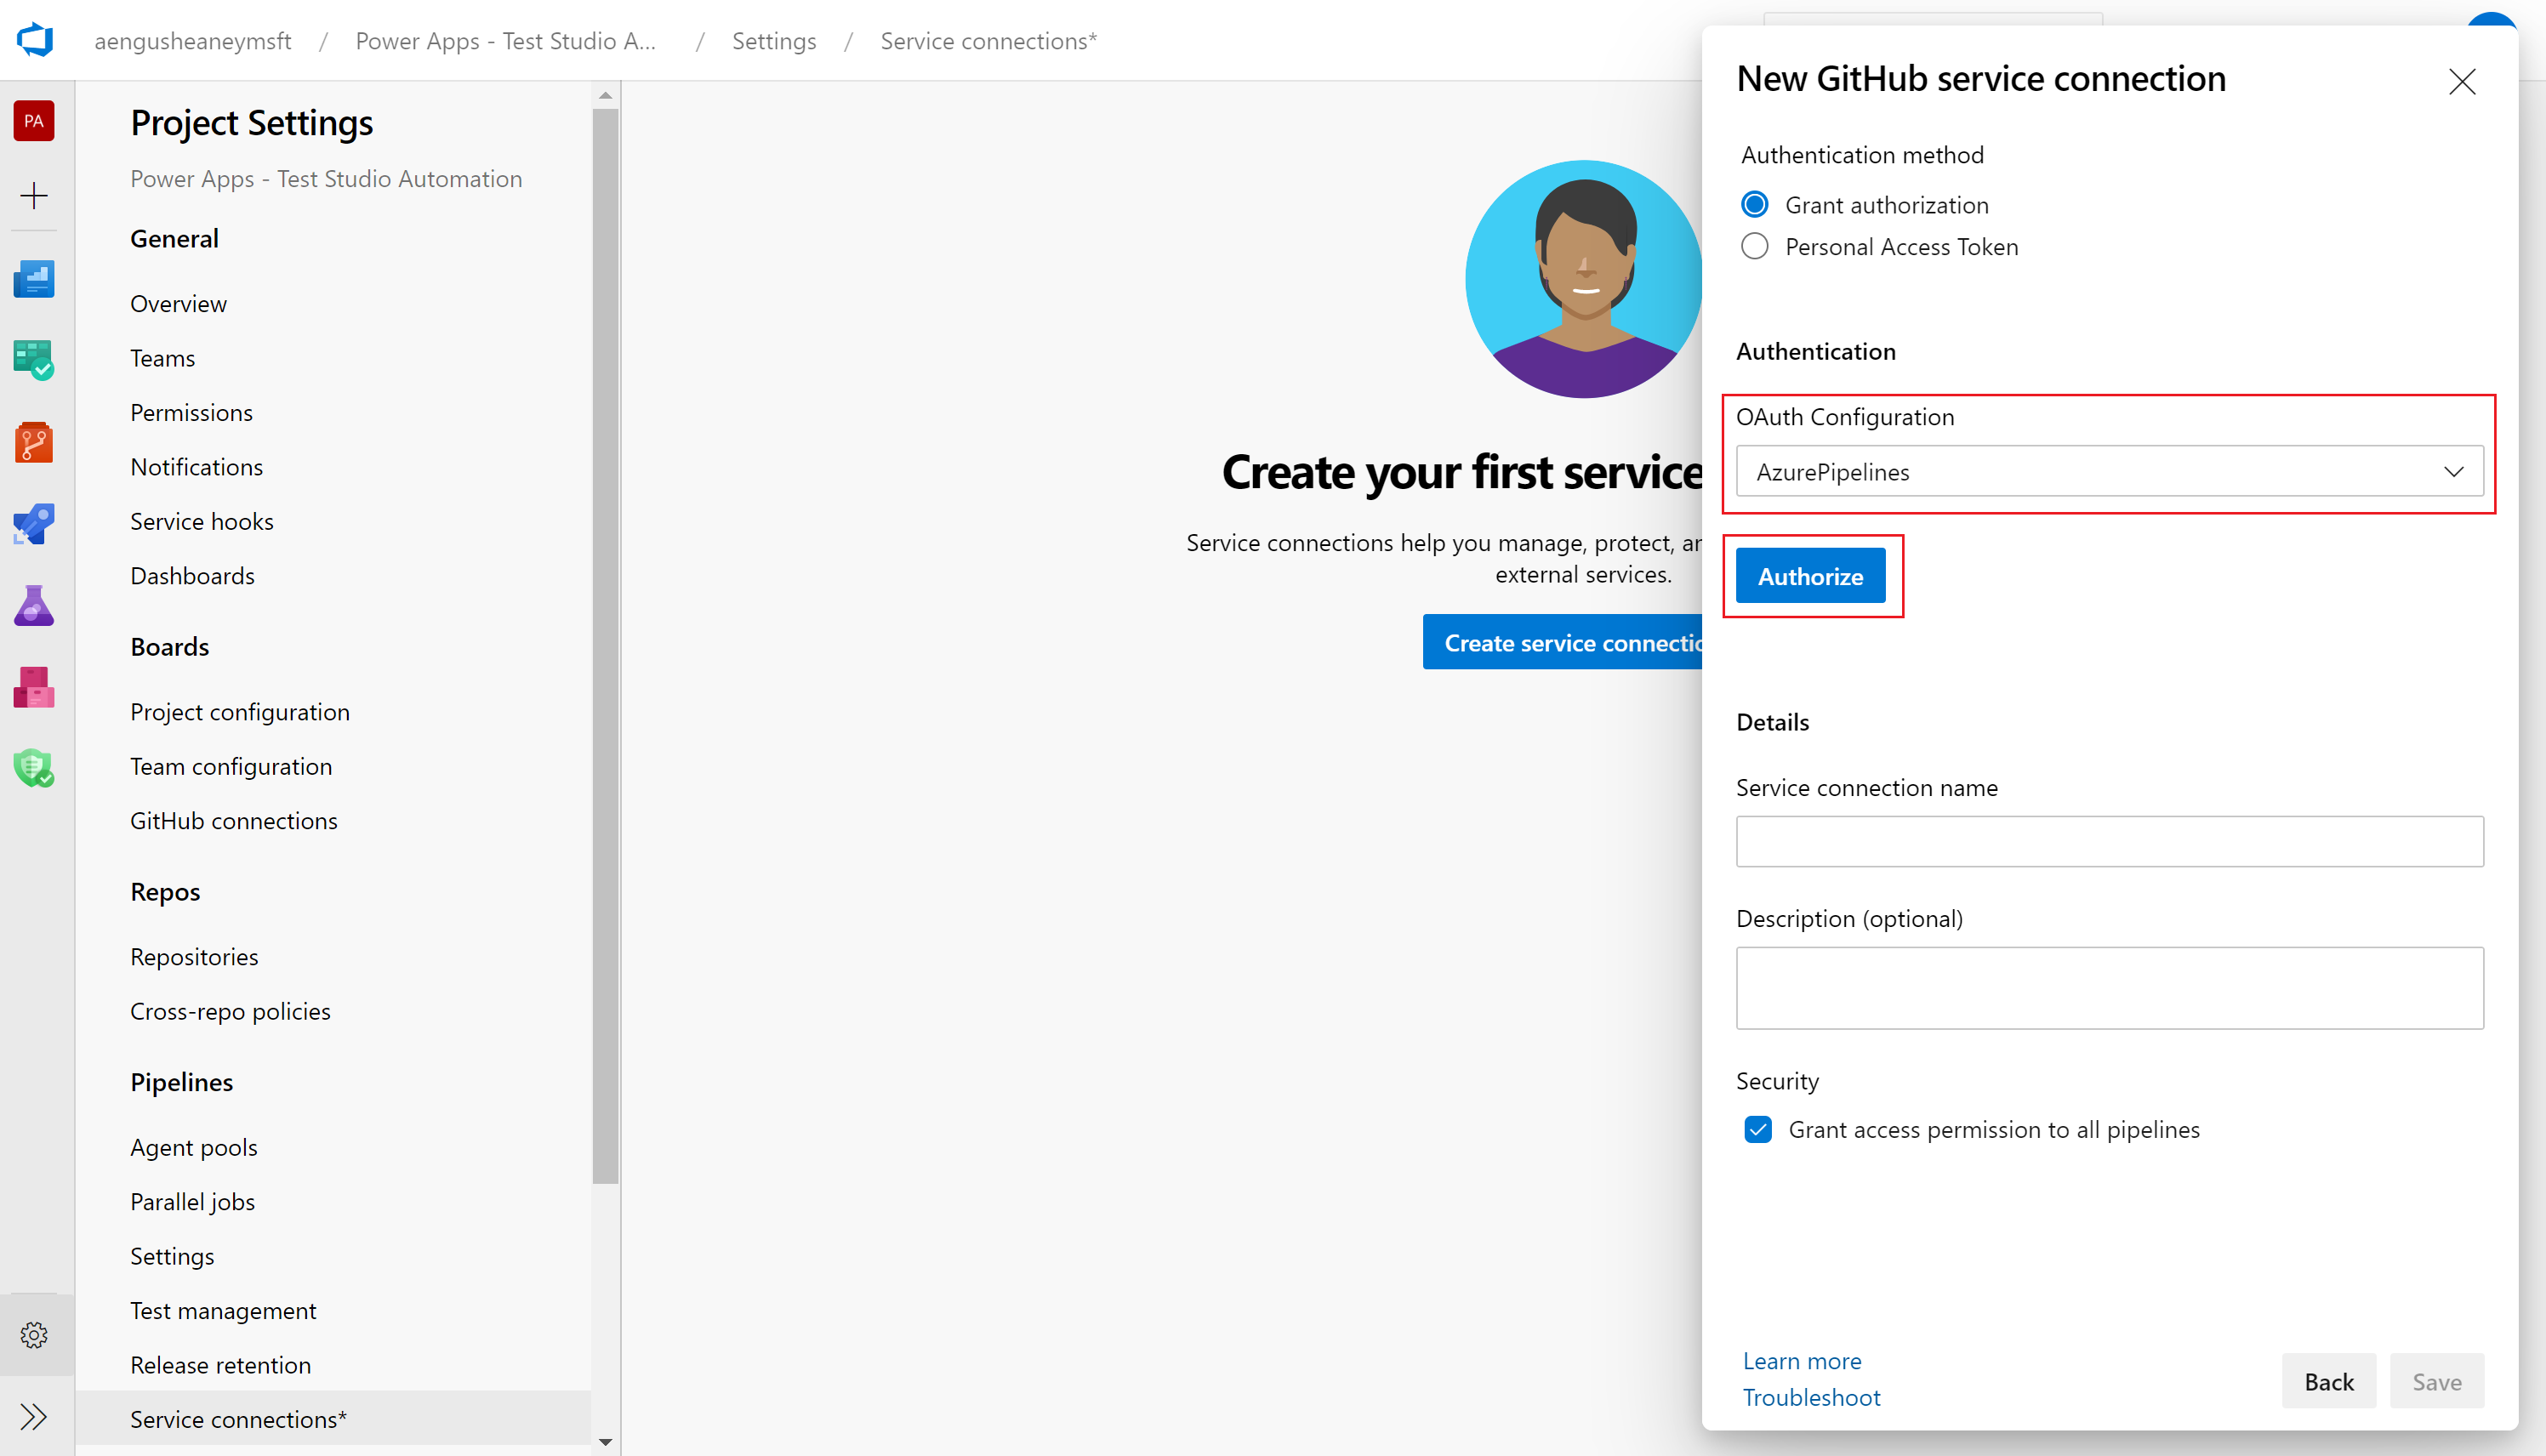 aengusheaneymsft / Power Apps - Test Studio A... / Settings / Service connections*
PA
Project Settings
Power Apps - Test Studio Automation
General
Overview
Teams
Permissions
Notifications
Service hooks
Dashboards
Boards
Project configuration
Team configuration
GitHub connections
Repos
Repositories
Cross-repo policies
Pipelines
Agent pools
Parallel jobs
Settings
Test management
Release retention
Service connections*
Create your first service
Service connections help you manage, protect, ar
external services.
Create service connectio
New GitHub service connection
Authentication method
Grant authorization
Personal Access Token
Authentication
OAuth Configuration
AzurePipelines
Authorize
Details
Service connection name
Description (optional)
Security
Grant access permission to all pipelines
Learn more
Troubleshoot
Back
Save